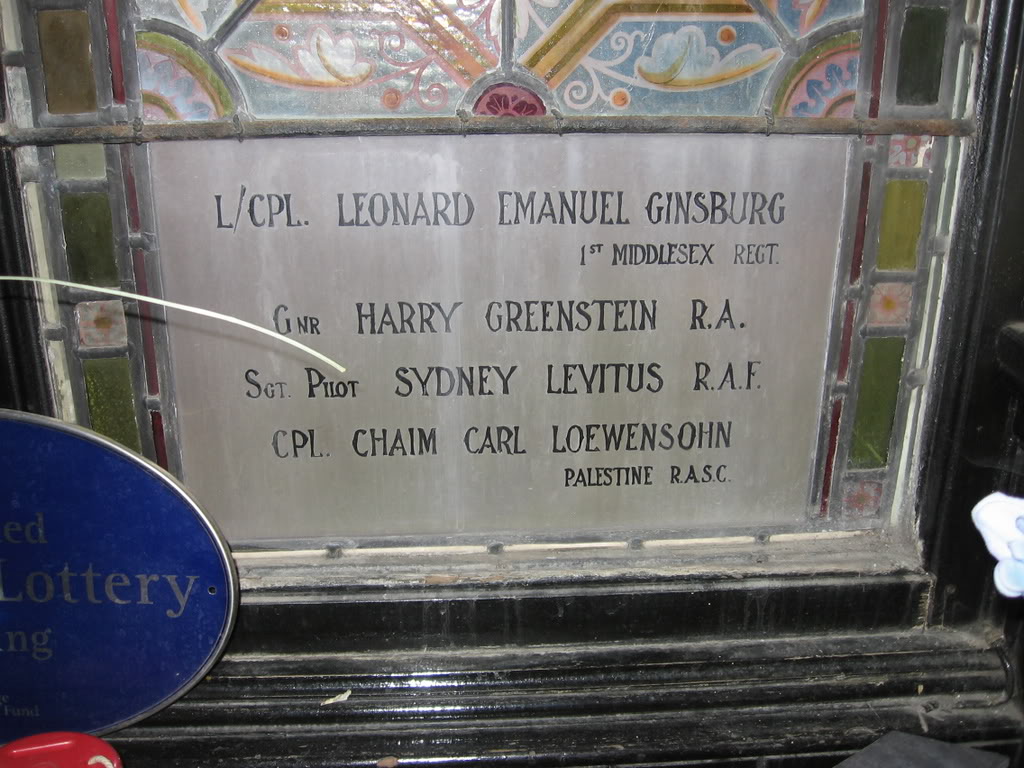 L/CPL. LEONARD EMANUEL GINSBURG
1ST MIDDLESEX REGT.
GNR HARRY GREENSTEIN R.A.
SGT. PILOT SYDNEY LEVITUS R.A.F.
CPL. CHAIM CARL LOEWENSOHN
PALESTINE R.A.S.C.
ed
Lottery
ng
e
Fund